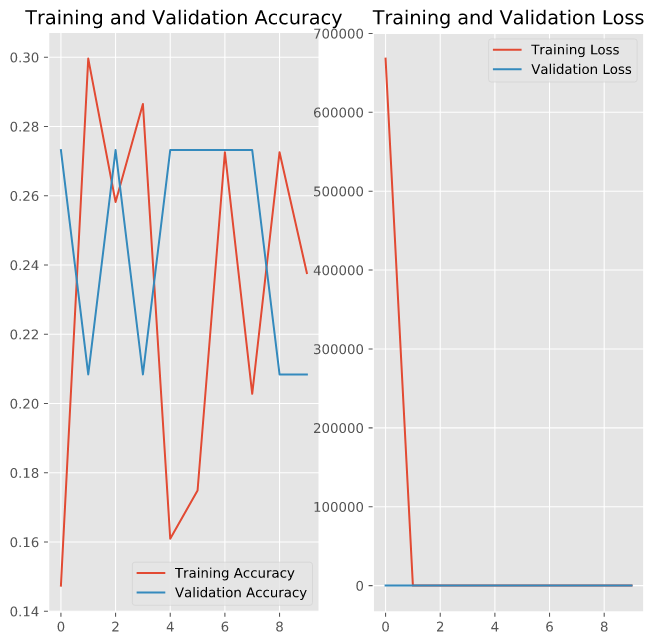 Training and Validation Accuracy
0.30
0.28
0.26
0.24
0.22
0.20
0.18
0.16
0.14
0 2 4 6 8
Training Accuracy
Validation Accuracy
Training and Validation Loss
700000
600000
500000
400000
300000
200000
100000
0
0 2 4 6 8
Training Loss
Validation Loss